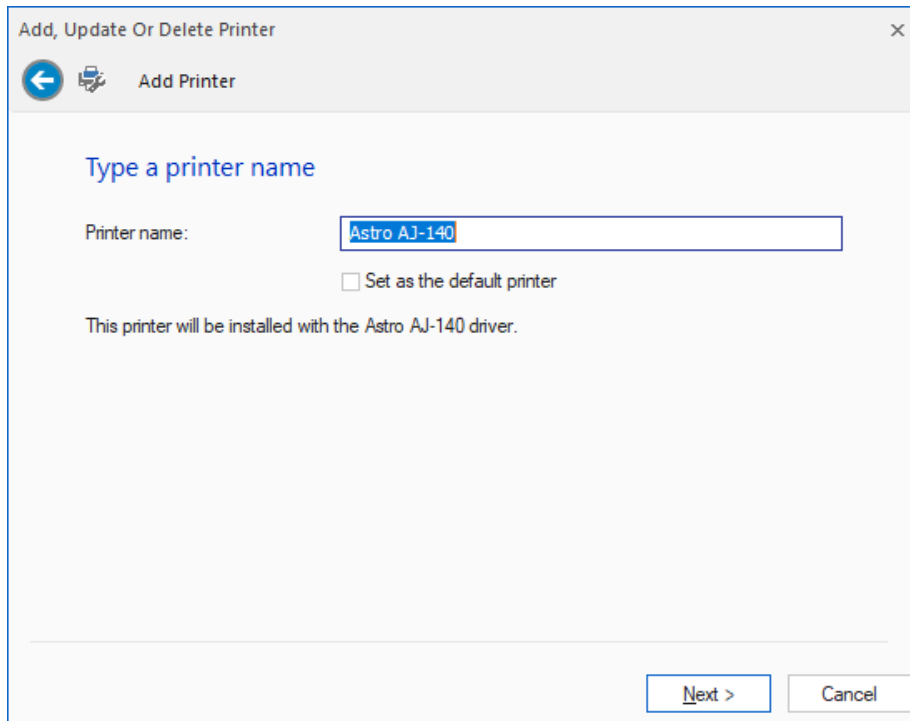 Add, Update Or Delete Printer
Add Printer
Type a printer name
Printer name: Astro AJ-140
Set as the default printer
This printer will be installed with the Astro AJ-140 driver.
Next > Cancel